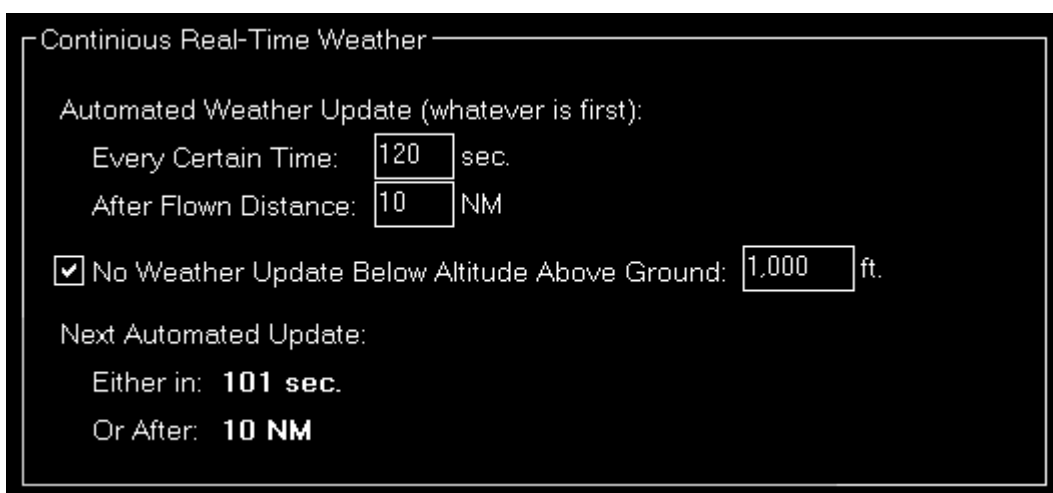 Continious Real-Time Weather
Automated Weather Update (whatever is first):
Every Certain Time: 120 sec.
After Flown Distance: 10 NM
No Weather Update Below Altitude Above Ground: 1,000 ft.
Next Automated Update:
Either in: 101 sec.
Or After: 10 NM